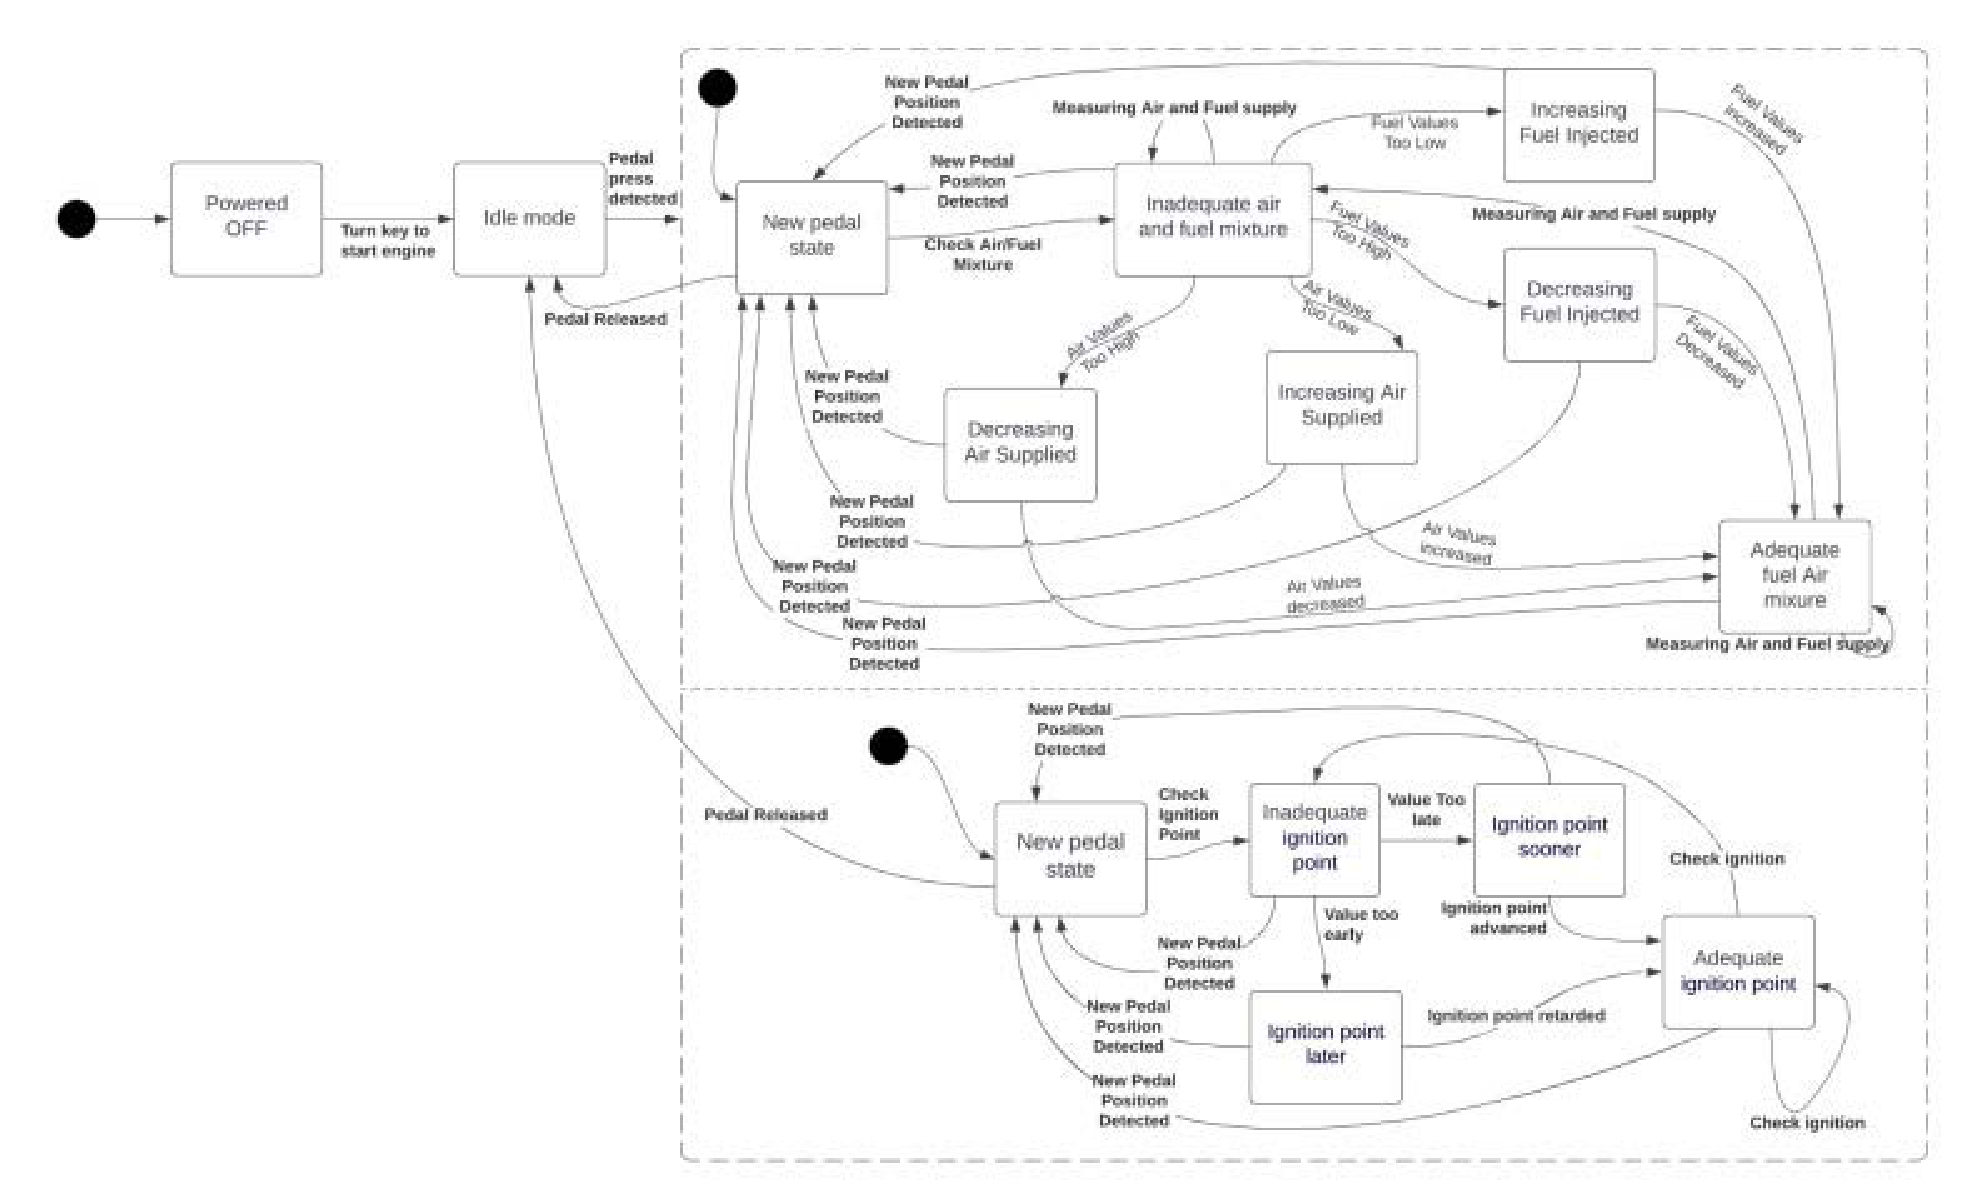 Powered
OFF
Turn key to
start engine
Idle mode
Pedal
press
detected
Pedal Released
New Pedal
Position
Detected
Measuring Air and Fuel supply
Fuel Values
Too Low
Increasing
Fuel Injected
Fuel Values
increased
New pedal
state
New Pedal
Position
Detected
Check Air/Fuel
Mixture
Inadequate air
and fuel mixture
Fuel Values
Too High
Measuring Air and Fuel supply
Decreasing
Fuel Injected
Fuel Values
Decreased
Air Values
Too High
Air Values
Too Low
New Pedal
Position
Detected
Decreasing
Air Supplied
Increasing Air
Supplied
New Pedal
Position
Detected
Air Values
increased
New Pedal
Position
Detected
Air Values
decreased
Adequate
fuel Air
mixure
New Pedal
Position
Detected
Measuring Air and Fuel supply
New Pedal
Position
Detected
Pedal Released
New pedal
state
Check
Ignition
Point
Inadequate
ignition
point
Value Too
late
Ignition point
sooner
Check ignition
Value too
early
Ignition point
advanced
New Pedal
Position
Detected
Adequate
ignition point
New Pedal
Position
Detected
Ignition point
later
Ignition point retarded
New Pedal
Position
Detected
Check ignition